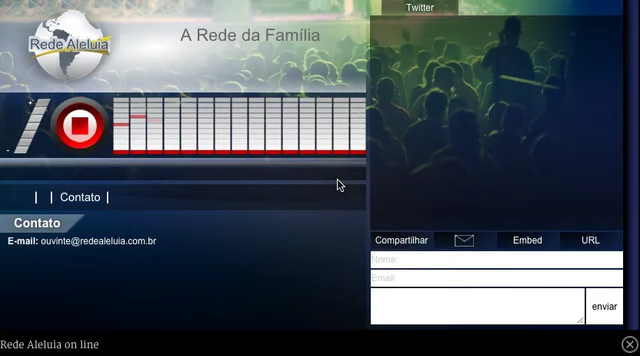 Twitter
Rede Aleluia
A Rede da Família
+
-
| | Contato |
Contato
E-mail: ouvinte@redealeluia.com.br
Compartilhar Embed URL
Nome:
Email:
enviar
Rede Aleluia on line